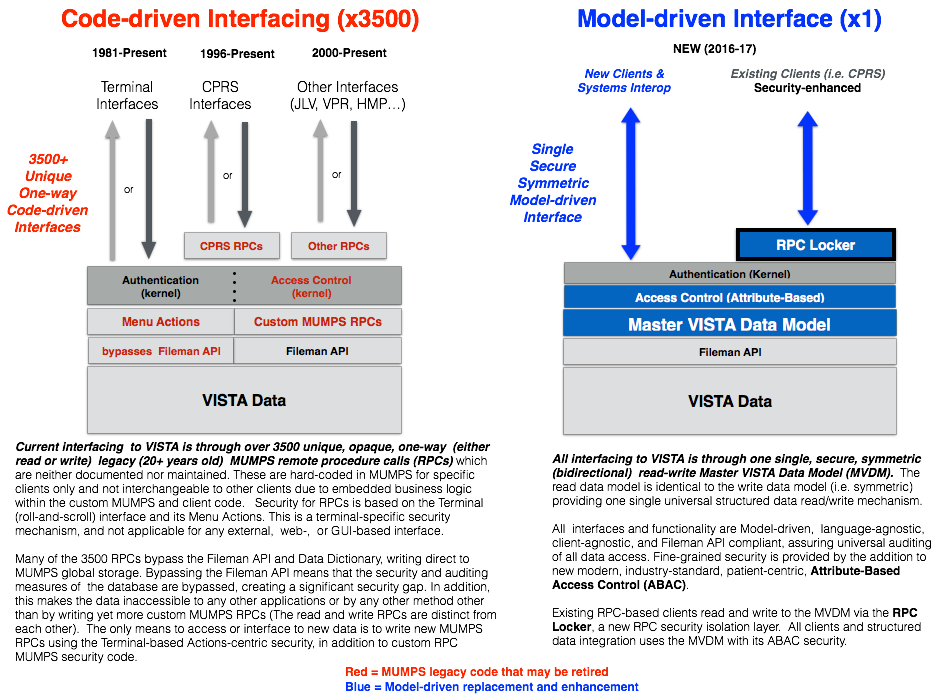 Code-driven Interfacing (x3500)
1981-Present
1996-Present
2000-Present
Terminal
Interfaces
CPRS
Interfaces
Other Interfaces
(JLV, VPR, HMP…)
3500+
Unique
One-way
Code-driven
Interfaces
or
or
or
CPRS RPCs
Other RPCs
Authentication
(kernel)
Access Control
(kernel)
Menu Actions
Custom MUMPS RPCs
bypasses Fileman API
Fileman API
VISTA Data
Current interfacing to VISTA is through over 3500 unique, opaque, one-way (either
read or write) legacy (20+ years old) MUMPS remote procedure calls (RPCs) which
are neither documented nor maintained. These are hard-coded in MUMPS for specific
clients only and not interchangeable to other clients due to embedded business logic
within the custom MUMPS and client code. Security for RPCs is based on the Terminal
(roll-and-scroll) interface and its Menu Actions. This is a terminal-specific security
mechanism, and not applicable for any external, web-, or GUI-based interface.
Many of the 3500 RPCs bypass the Fileman API and Data Dictionary, writing direct to
MUMPS global storage. Bypassing the Fileman API means that the security and auditing
measures of the database are bypassed, creating a significant security gap. In addition,
this makes the data inaccessible to any other applications or by any other method other
than by writing yet more custom MUMPS RPCs (The read and write RPCs are distinct from
each other). The only means to access or interface to new data is to write new MUMPS
RPCs using the Terminal-based Actions-centric security, in addition to custom RPC
MUMPS security code.
Model-driven Interface (x1)
NEW (2016-17)
New Clients &
Systems Interop
Existing Clients (i.e. CPRS)
Security-enhanced
Single
Secure
Symmetric
Model-driven
Interface
RPC Locker
Authentication (Kernel)
Access Control (Attribute-Based)
Master VISTA Data Model
Fileman API
VISTA Data
All interfacing to VISTA is through one single, secure, symmetric
(bidirectional) read-write Master VISTA Data Model (MVDM). The
read data model is identical to the write data model (i.e. symmetric)
providing one single universal structured data read/write mechanism.
All interfaces and functionality are Model-driven, language-agnostic,
client-agnostic, and Fileman API compliant, assuring universal auditing
of all data access. Fine-grained security is provided by the addition to
new modern, industry-standard, patient-centric, Attribute-Based
Access Control (ABAC).
Existing RPC-based clients read and write to the MVDM via the RPC
Locker, a new RPC security isolation layer. All clients and structured
data integration uses the MVDM with its ABAC security.
Red = MUMPS legacy code that may be retired
Blue = Model-driven replacement and enhancement